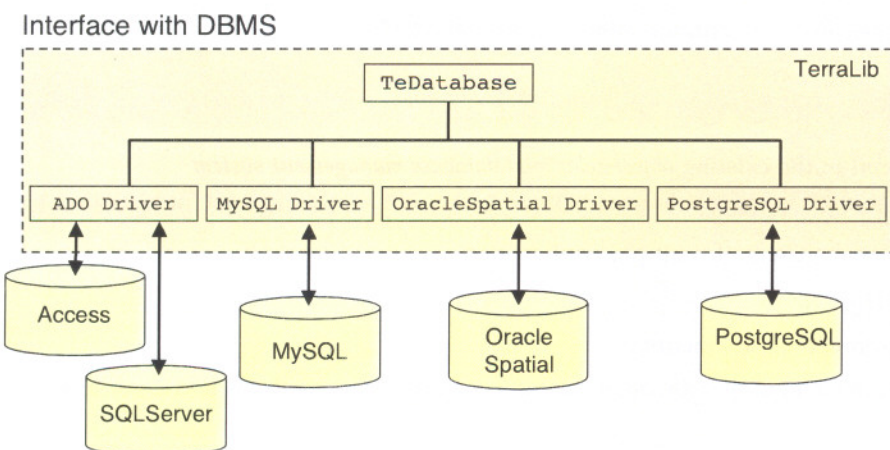 Interface with DBMS
TerraLib
TeDatabase
ADO Driver
MySQL Driver
OracleSpatial Driver
PostgreSQL Driver
Access
SQLServer
MySQL
Oracle
Spatial
PostgreSQL